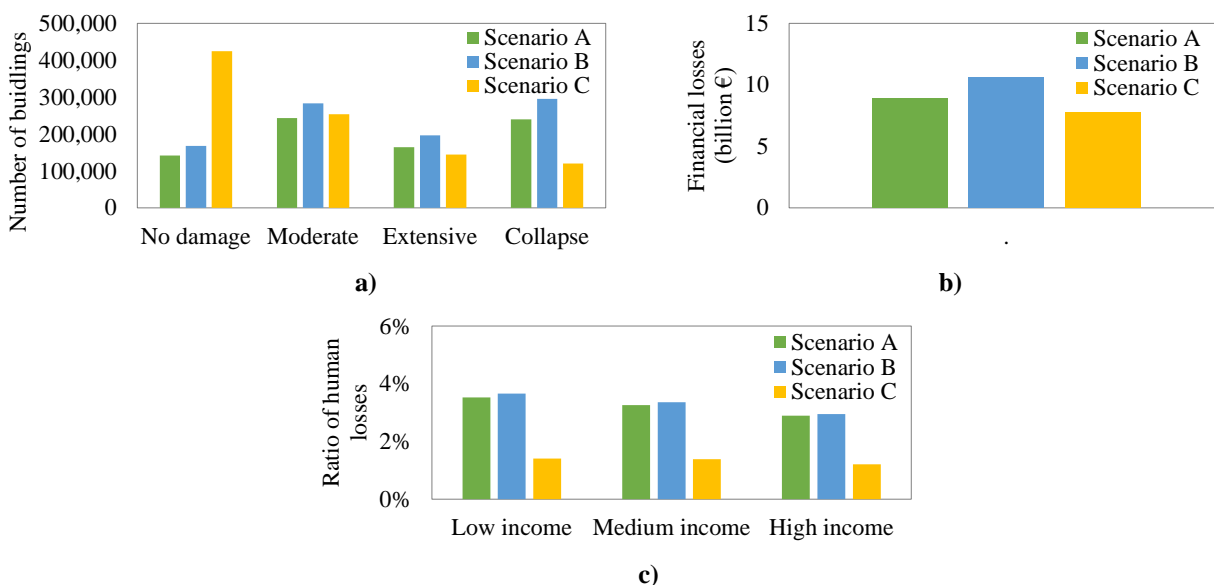 Number of buidlings
500,000
400,000
300,000
200,000
100,000
0
Scenario A
Scenario B
Scenario C
No damage
Moderate
Extensive
Collapse
a)
Financial losses
(billion €)
15
10
5
0
Scenario A
Scenario B
Scenario C
.
b)
Ratio of human
losses
6%
4%
2%
0%
Scenario A
Scenario B
Scenario C
Low income
Medium income
High income
c)